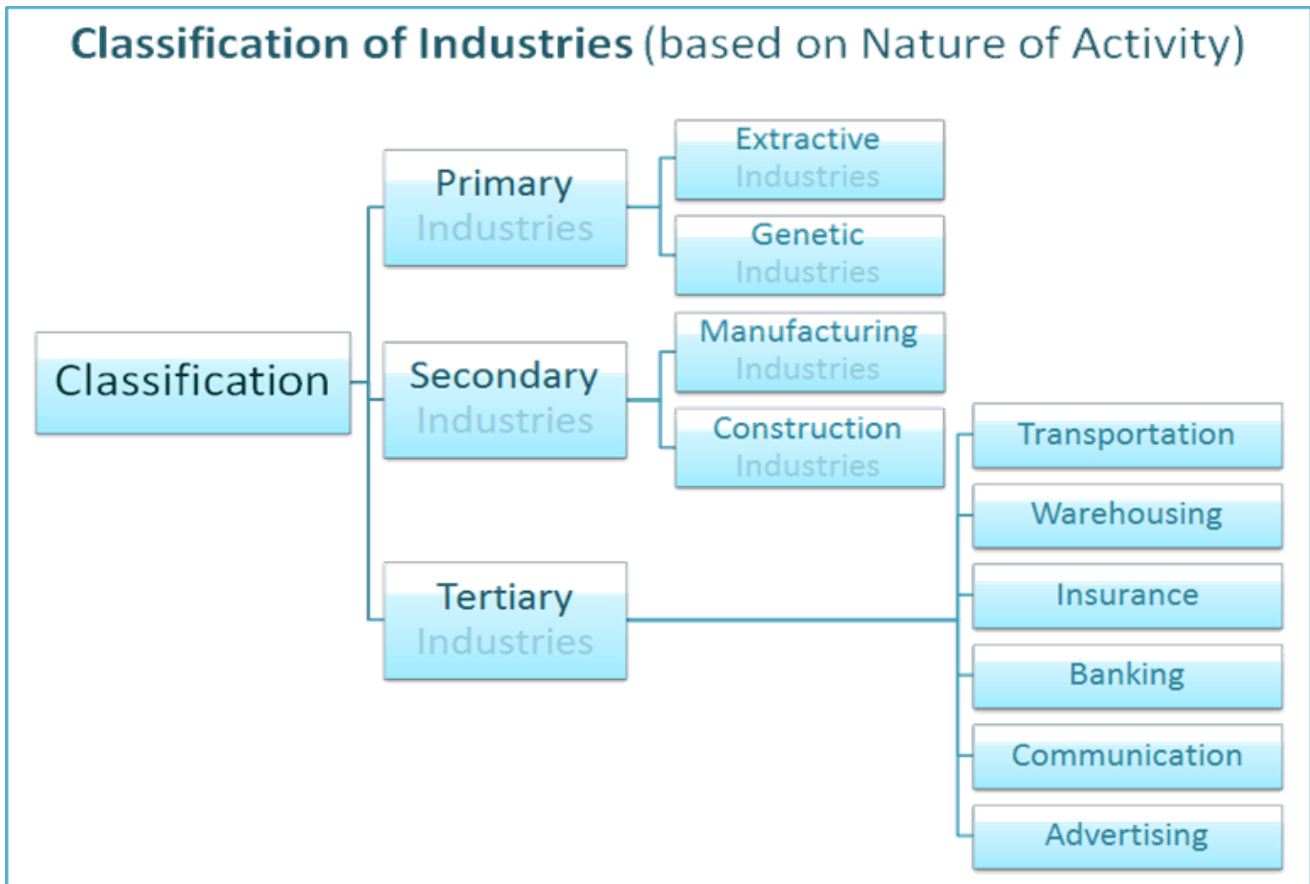 Classification of Industries (based on Nature of Activity)
Classification
Primary
Industries
Extractive
Industries
Genetic
Industries
Secondary
Industries
Manufacturing
Industries
Construction
Industries
Tertiary
Industries
Transportation
Warehousing
Insurance
Banking
Communication
Advertising